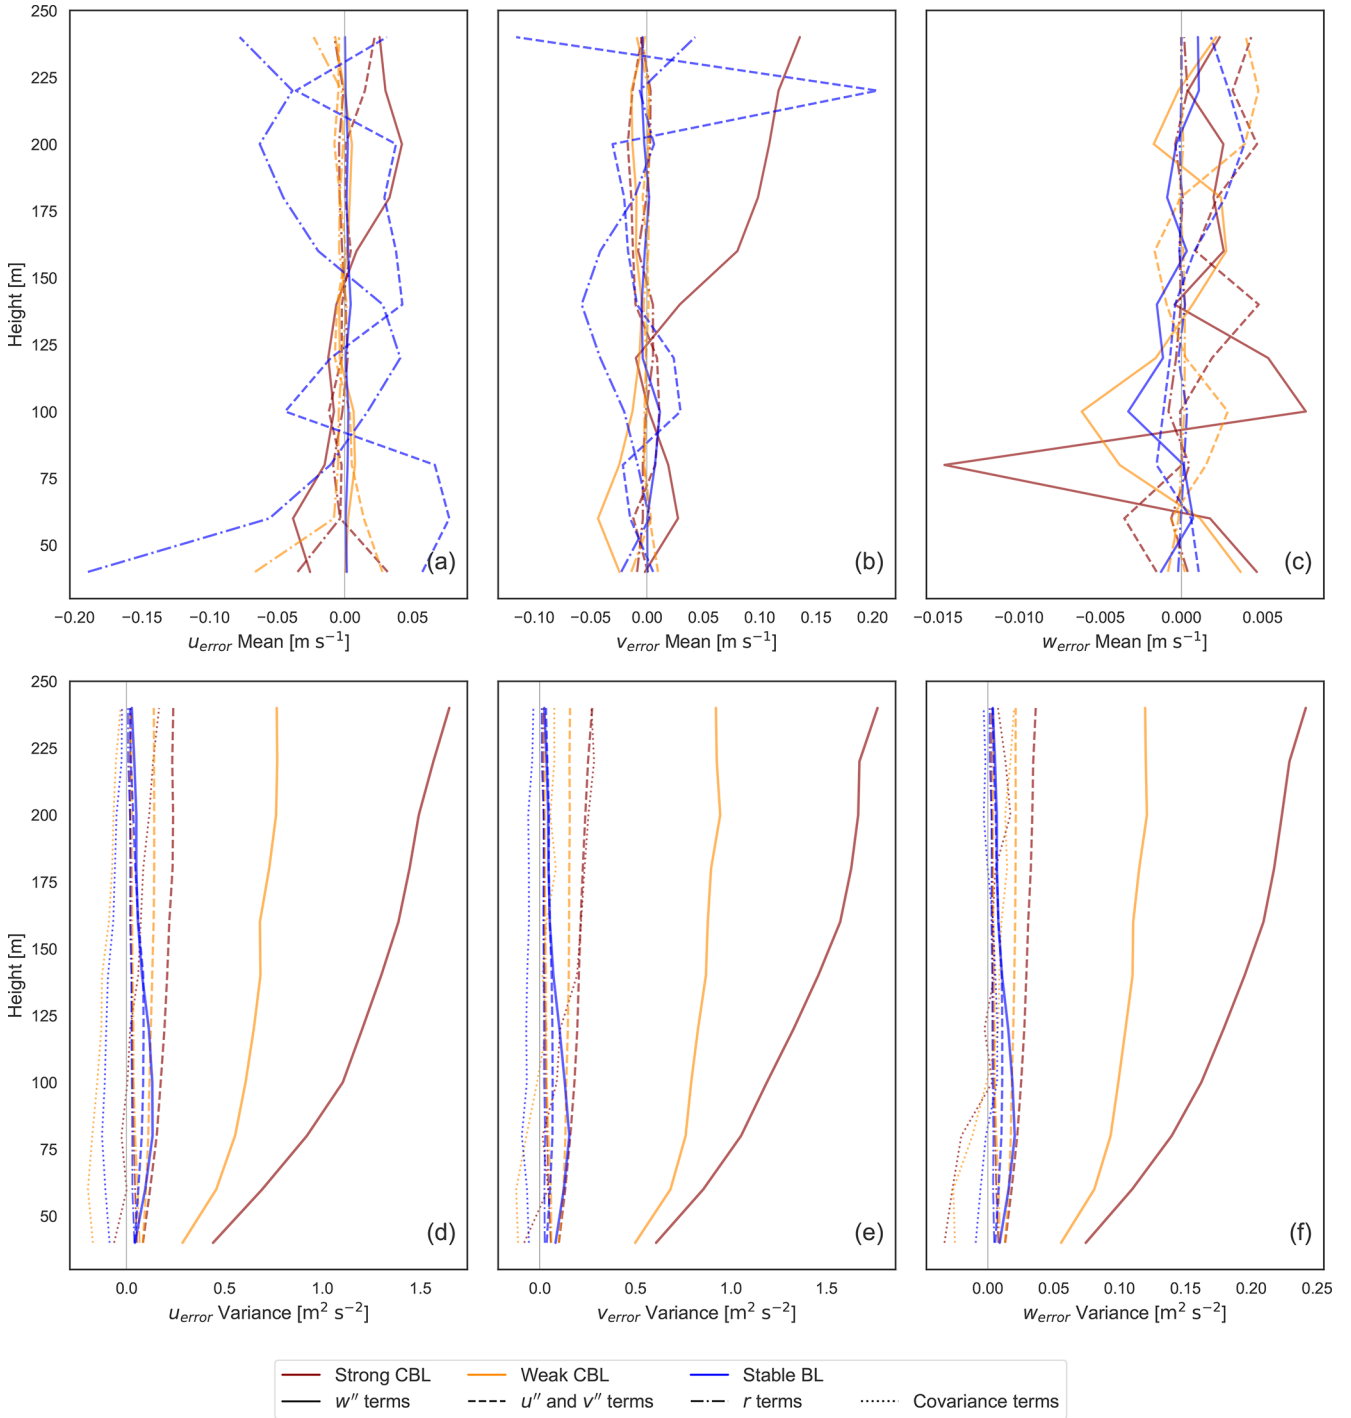 250
225
200
175
150
125
100
75
50
Height [m]
(a)
(b)
(c)
−0.20 −0.15 −0.10 −0.05 0.00 0.05
−0.10 −0.05 0.00 0.05 0.10 0.15 0.20
−0.015 −0.010 −0.005 0.000 0.005
u_error Mean [m s⁻¹]
v_error Mean [m s⁻¹]
w_error Mean [m s⁻¹]
250
225
200
175
150
125
100
75
50
Height [m]
(d)
(e)
(f)
0.0 0.5 1.0 1.5
0.0 0.5 1.0 1.5
0.00 0.05 0.10 0.15 0.20 0.25
u_error Variance [m² s⁻²]
v_error Variance [m² s⁻²]
w_error Variance [m² s⁻²]
Strong CBL Weak CBL Stable BL
w″ terms u″ and v″ terms r terms Covariance terms